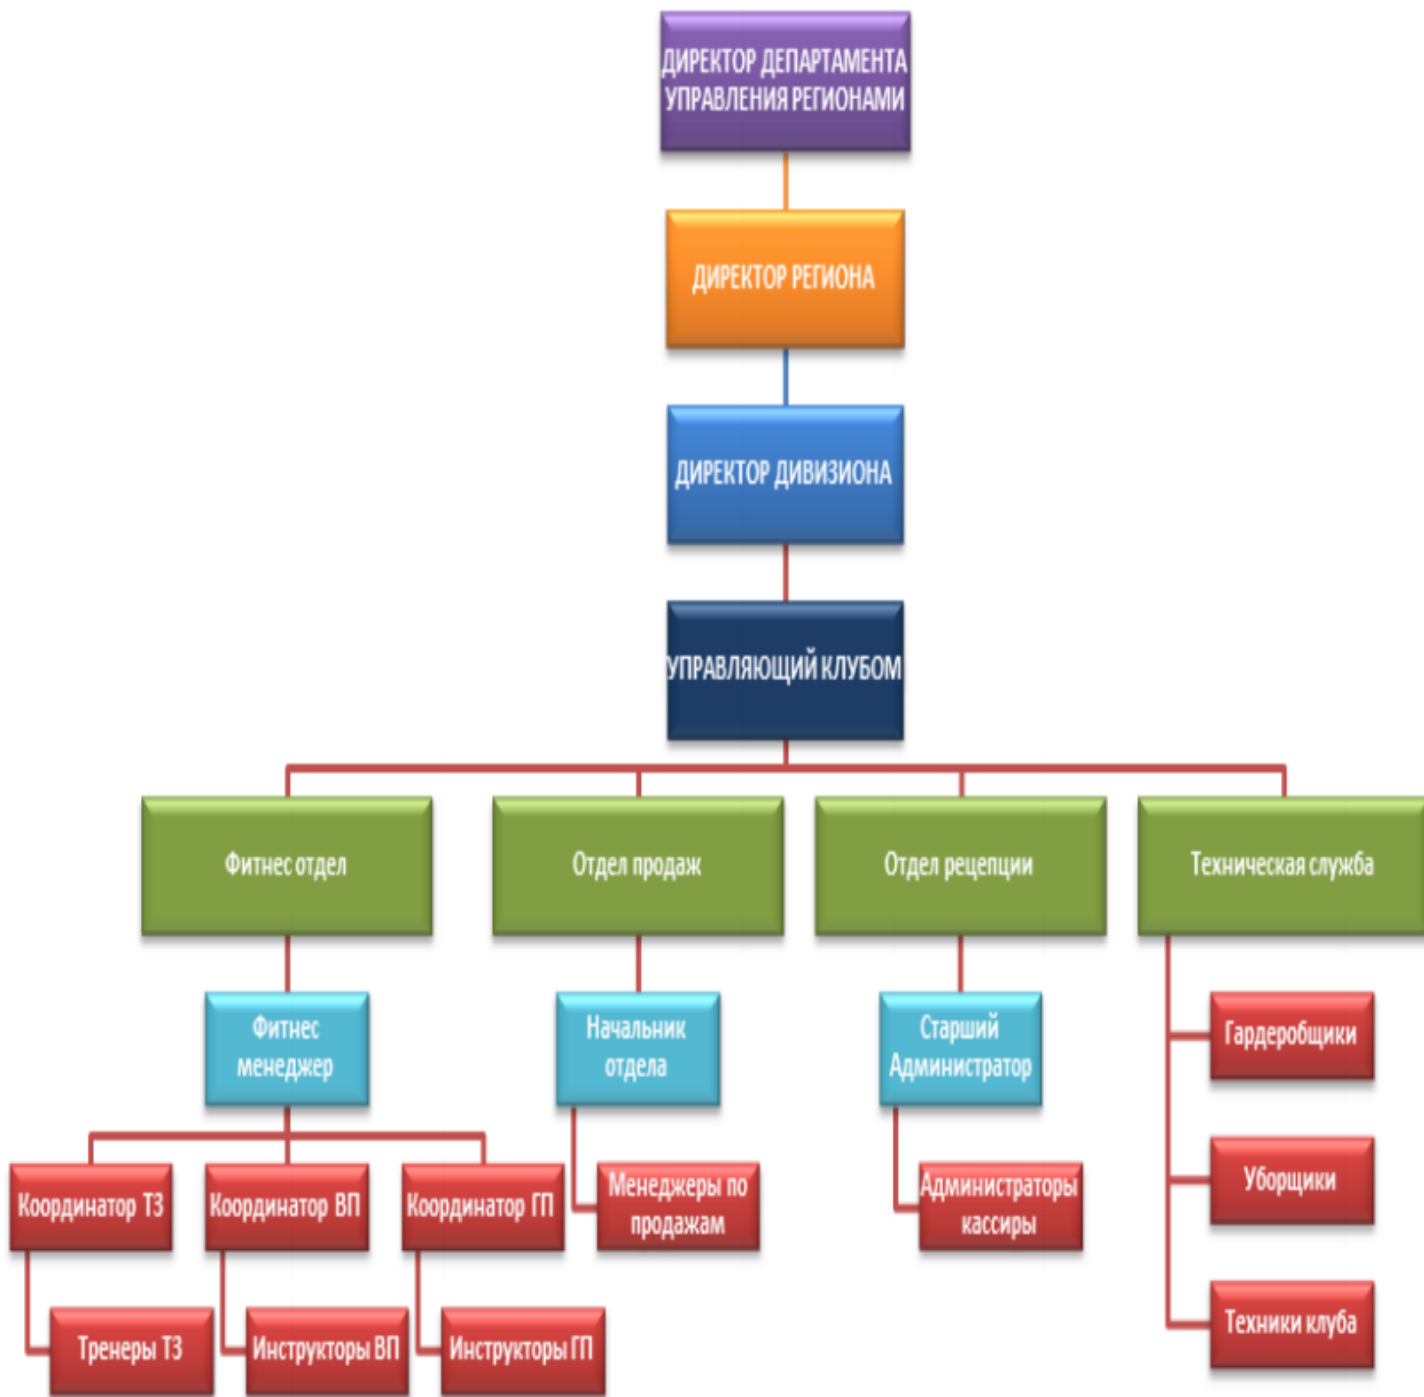 ДИРЕКТОР ДЕПАРТАМЕНТА
УПРАВЛЕНИЯ РЕГИОНАМИ
ДИРЕКТОР РЕГИОНА
ДИРЕКТОР ДИВИЗИОНА
УПРАВЛЯЮЩИЙ КЛУБОМ
Фитнес отдел
Отдел продаж
Отдел рецепции
Техническая служба
Фитнес
менеджер
Начальник
отдела
Старший
Администратор
Гардеробщики
Координатор ТЗ
Координатор ВП
Координатор ГП
Менеджеры по
продажам
Администраторы
кассиры
Уборщики
Тренеры ТЗ
Инструкторы ВП
Инструкторы ГП
Техники клуба